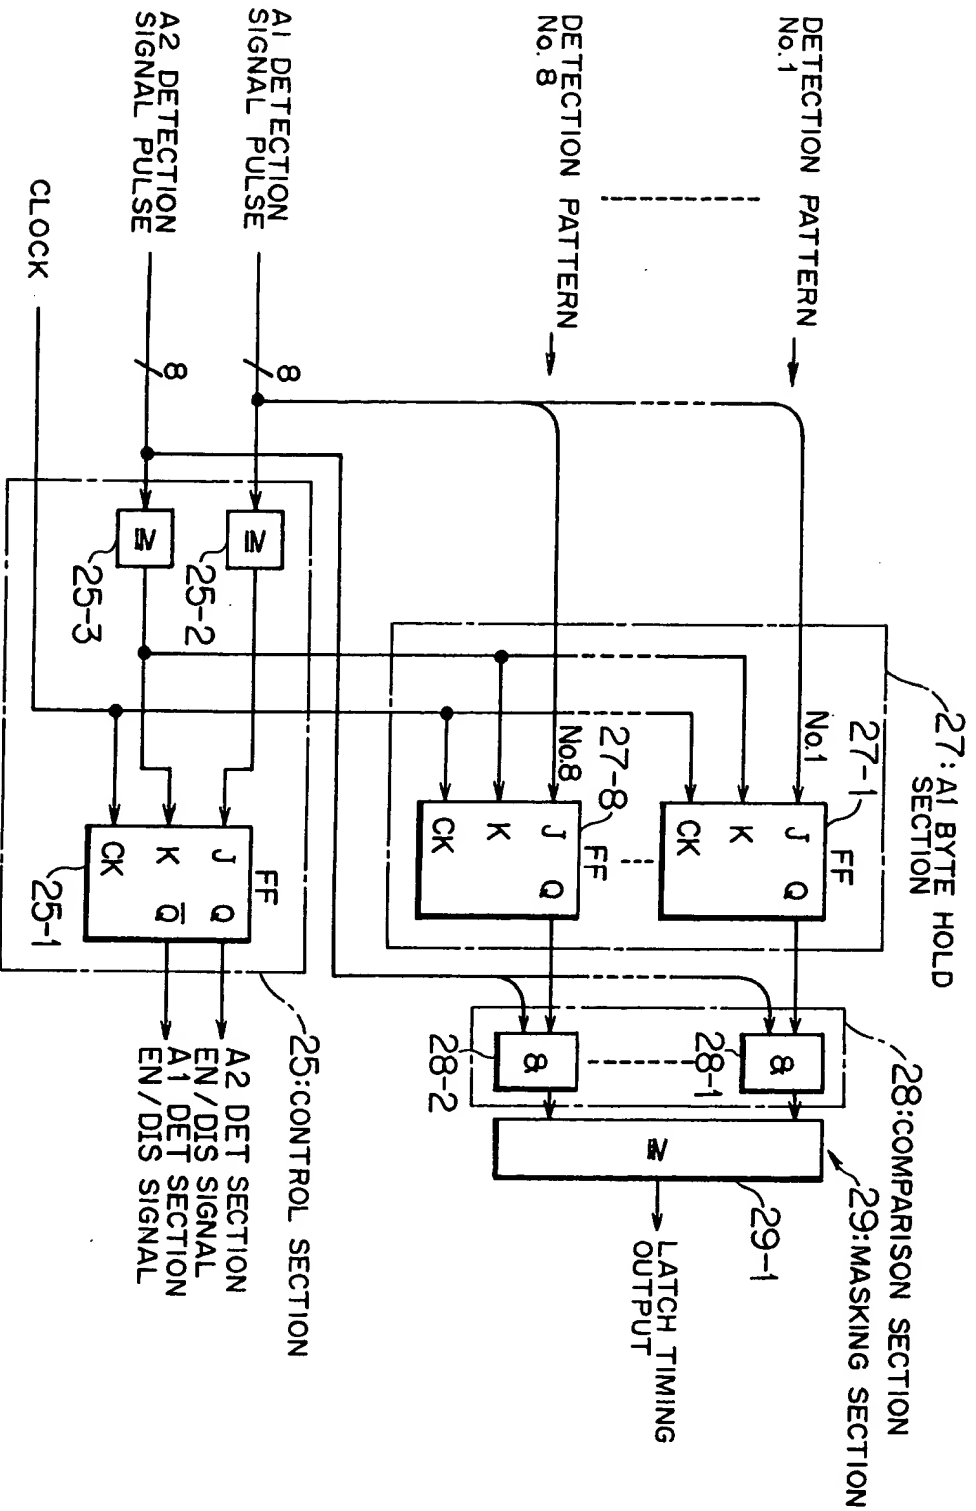 DETECTION PATTERN
No. 1
DETECTION PATTERN
No. 8
A1 DETECTION
SIGNAL PULSE
A2 DETECTION
SIGNAL PULSE
CLOCK
8
8
27: A1 BYTE HOLD
SECTION
27-1
No.1
J
Q
K
CK
FF
27-8
No.8
J
Q
K
CK
FF
28:COMPARISON SECTION
28-1
&
28-2
&
29:MASKING SECTION
29-1
≥1
LATCH TIMING
OUTPUT
25:CONTROL SECTION
≥1
25-2
≥1
25-3
FF
J
Q
K
Q̅
CK
25-1
A2 DET SECTION
EN/DIS SIGNAL
A1 DET SECTION
EN/DIS SIGNAL